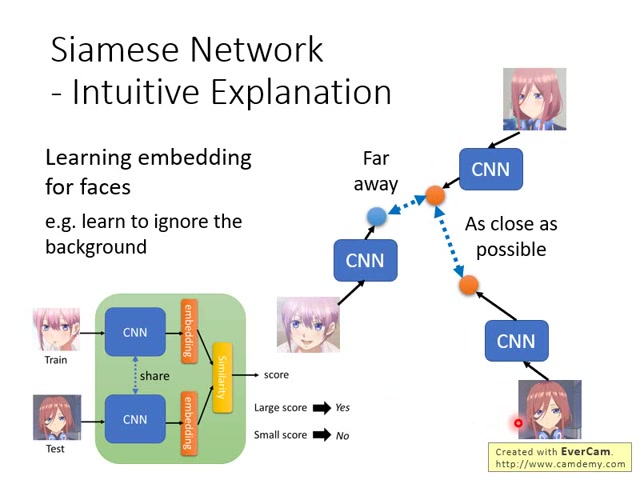 Siamese Network
- Intuitive Explanation
Learning embedding
for faces
e.g. learn to ignore the
background
Far
away
CNN
As close as
possible
CNN
CNN
CNN
embedding
Train
share
Similarity
score
CNN
embedding
Test
Large score
Yes
Small score
No
Created with EverCam.
http://www.camdemy.com